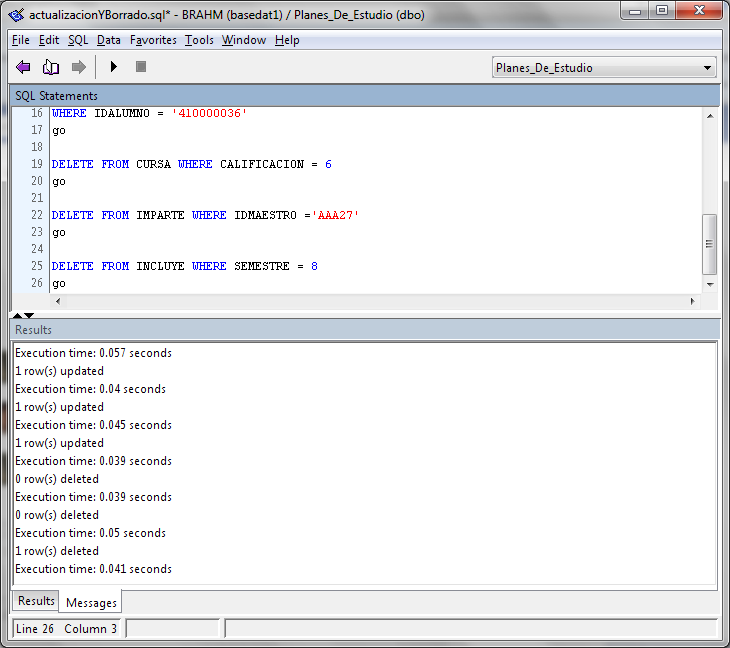 actualizacionYBorrado.sql* - BRAHM (basedat1) / Planes_De_Estudio (dbo)
File Edit SQL Data Favorites Tools Window Help
Planes_De_Estudio
SQL Statements
16 WHERE IDALUMNO = '410000036'
17 go
18
19 DELETE FROM CURSA WHERE CALIFICACION = 6
20 go
21
22 DELETE FROM IMPARTE WHERE IDMAESTRO ='AAA27'
23 go
24
25 DELETE FROM INCLUYE WHERE SEMESTRE = 8
26 go
Results
Execution time: 0.057 seconds
1 row(s) updated
Execution time: 0.04 seconds
1 row(s) updated
Execution time: 0.045 seconds
1 row(s) updated
Execution time: 0.039 seconds
0 row(s) deleted
Execution time: 0.039 seconds
0 row(s) deleted
Execution time: 0.05 seconds
1 row(s) deleted
Execution time: 0.041 seconds
Results Messages
Line 26 Column 3